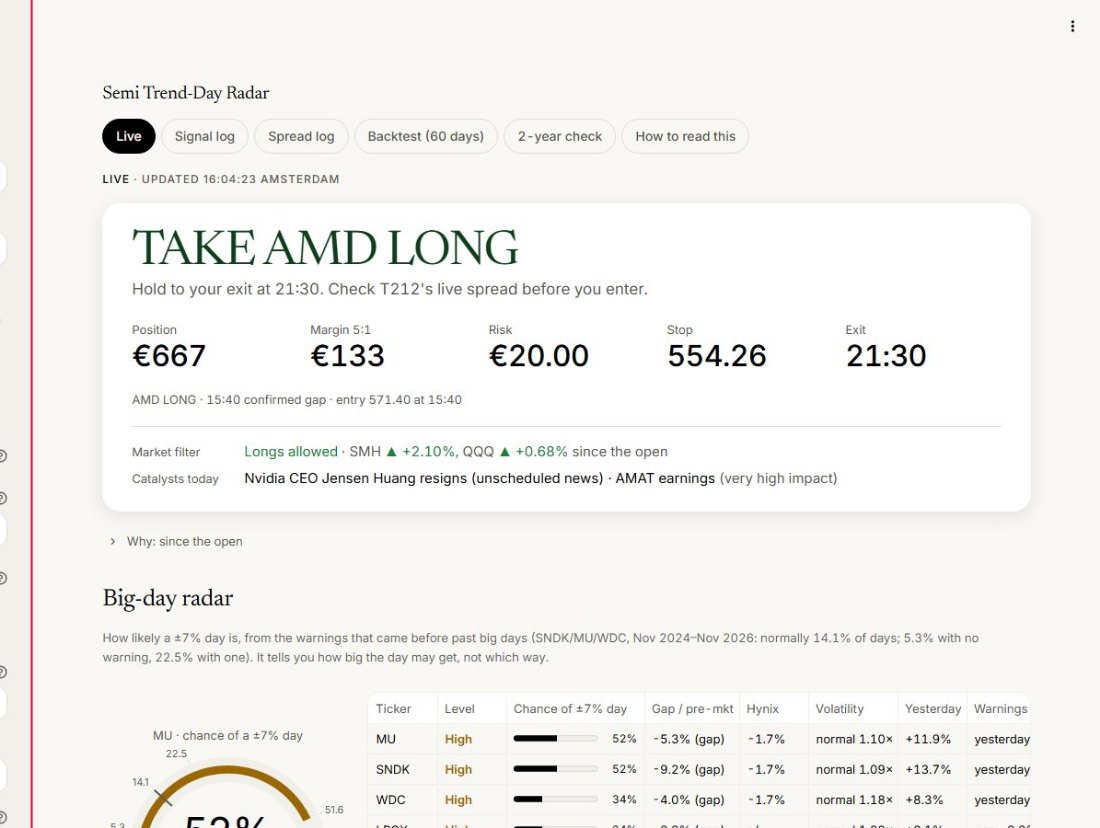 Semi Trend-Day Radar
Live
Signal log
Spread log
Backtest (60 days)
2-year check
How to read this
LIVE · UPDATED 16:04:23 AMSTERDAM
TAKE AMD LONG
Hold to your exit at 21:30. Check T212's live spread before you enter.
Position Margin 5:1 Risk Stop Exit
€667 €133 €20.00 554.26 21:30
AMD LONG · 15:40 confirmed gap · entry 571.40 at 15:40
Market filter Longs allowed · SMH ▲ +2.10%, QQQ ▲ +0.68% since the open
Catalysts today Nvidia CEO Jensen Huang resigns (unscheduled news) · AMAT earnings (very high impact)
Why: since the open
Big-day radar
How likely a ±7% day is, from the warnings that came before past big days (SNDK/MU/WDC, Nov 2024–Nov 2026: normally 14.1% of days; 5.3% with no
warning, 22.5% with one). It tells you how big the day may get, not which way.
MU · chance of a ±7% day
22.5
14.1
51.6
5.3
52%
Ticker Level Chance of ±7% day Gap / pre-mkt Hynix Volatility Yesterday Warnings
MU High 52% -5.3% (gap) -1.7% normal 1.10× +11.9% yesterday
SNDK High 52% -9.2% (gap) -1.7% normal 1.09× +13.7% yesterday
WDC High 34% -4.0% (gap) -1.7% normal 1.18× +8.3% yesterday